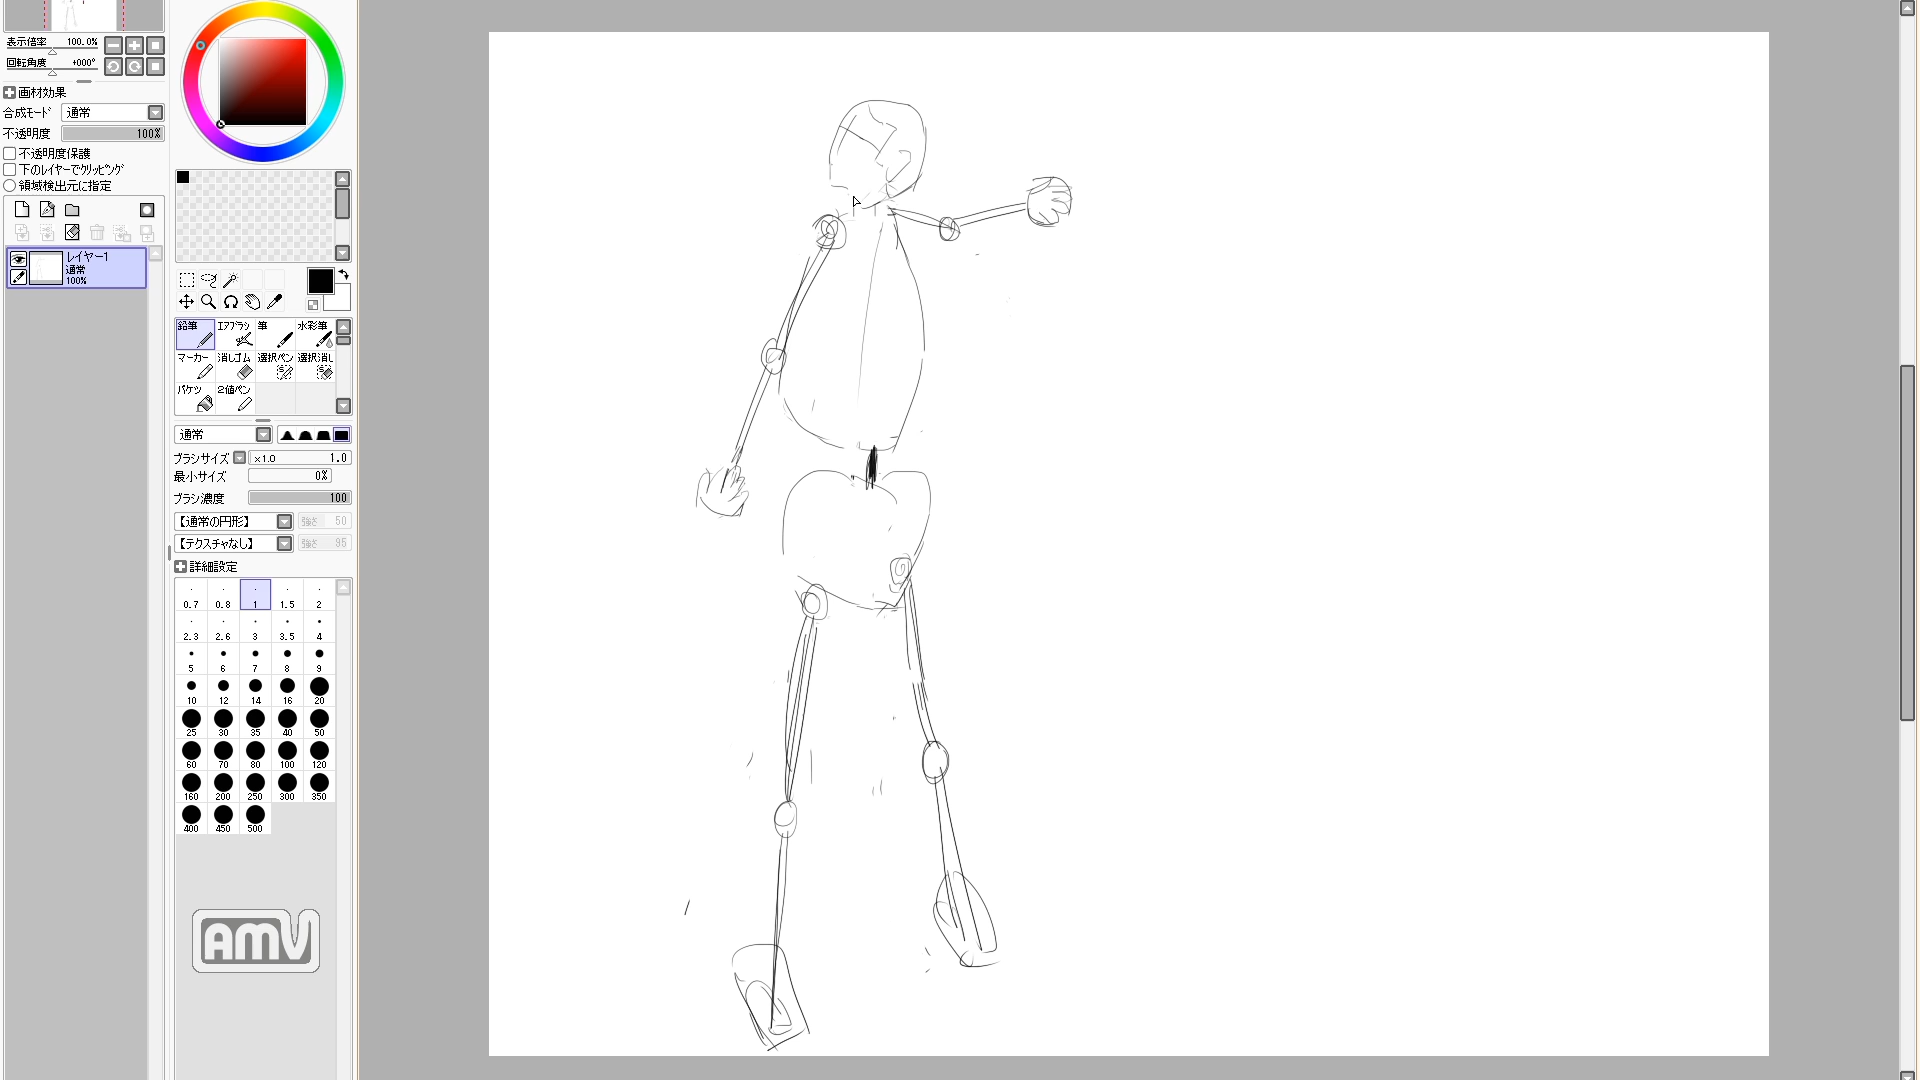 表示倍率 100.0%
回転角度 +000°
画材効果
合成モード 通常
不透明度 100%
不透明度保護
下のレイヤーでクリッピング
領域検出元に指定
レイヤー1
通常
100%
鉛筆 エアブラシ 筆 水彩筆
マーカー 消しゴム 選択ペン 選択消し
バケツ 2値ペン
通常
ブラシサイズ ×1.0 1.0
最小サイズ 0%
ブラシ濃度 100
【通常の円形】 強さ 50
【テクスチャなし】 強さ 95
詳細設定
0.7 0.8 1 1.5 2
2.3 2.6 3 3.5 4
5 6 7 8 9
10 12 14 16 20
25 30 35 40 50
60 70 80 100 120
160 200 250 300 350
400 450 500
AMV